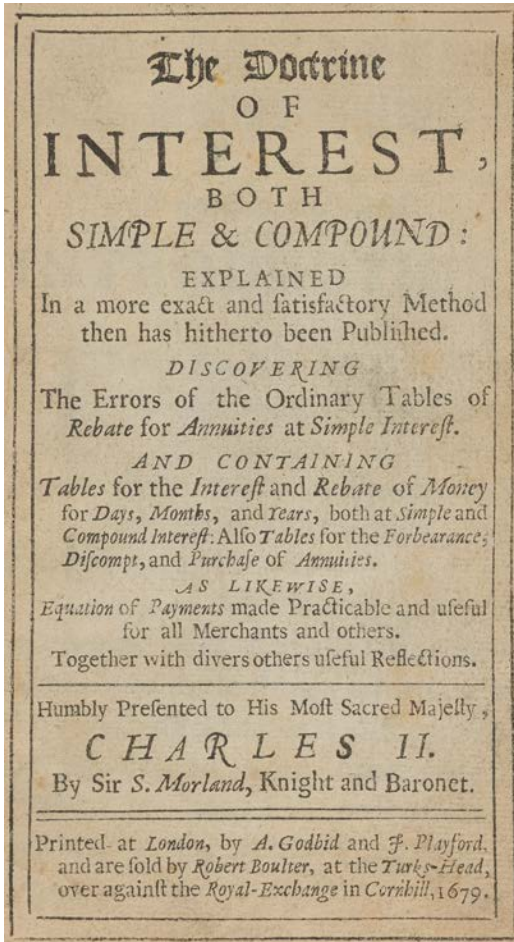 The Doctrine
OF
INTEREST,
BOTH
SIMPLE & COMPOUND:
EXPLAINED
In a more exact and ſatisfactory Method
then has hitherto been Publiſhed.
DISCOVERING
The Errors of the Ordinary Tables of
Rebate for Annuities at Simple Intereſt.
AND CONTAINING
Tables for the Intereſt and Rebate of Money
for Days, Months, and Years, both at Simple and
Compound Intereſt: Alſo Tables for the Forbearance,
Diſcompt, and Purchaſe of Annuities.
AS LIKEWISE,
Equation of Payments made Practicable and uſeful
for all Merchants and others.
Together with divers others uſeful Reflections.
Humbly Preſented to His Moſt Sacred Majeſty,
CHARLES II.
By Sir S. Morland, Knight and Baronet.
Printed at London, by A. Godbid and J. Playford,
and are ſold by Robert Boulter, at the Turks-Head,
over againſt the Royal-Exchange in Cornhill, 1679.